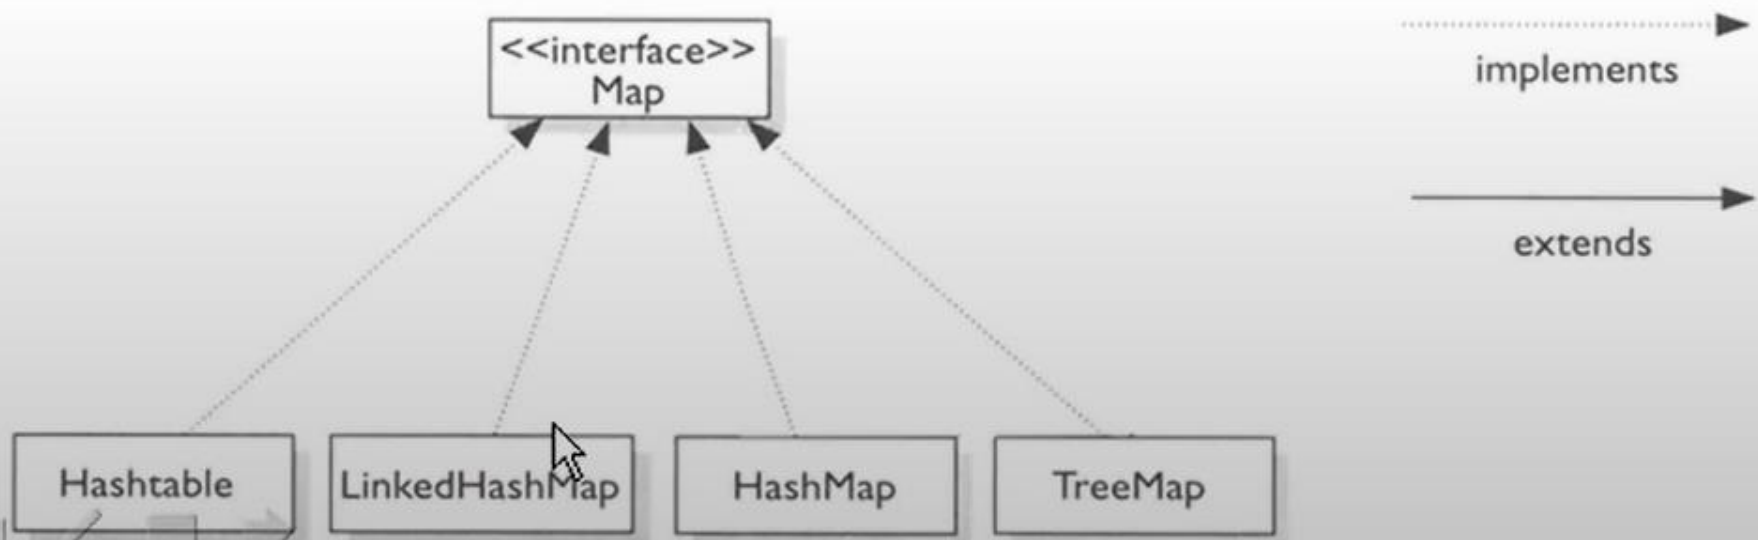 <<interface>>
Map
implements
extends
Hashtable
LinkedHashMap
HashMap
TreeMap